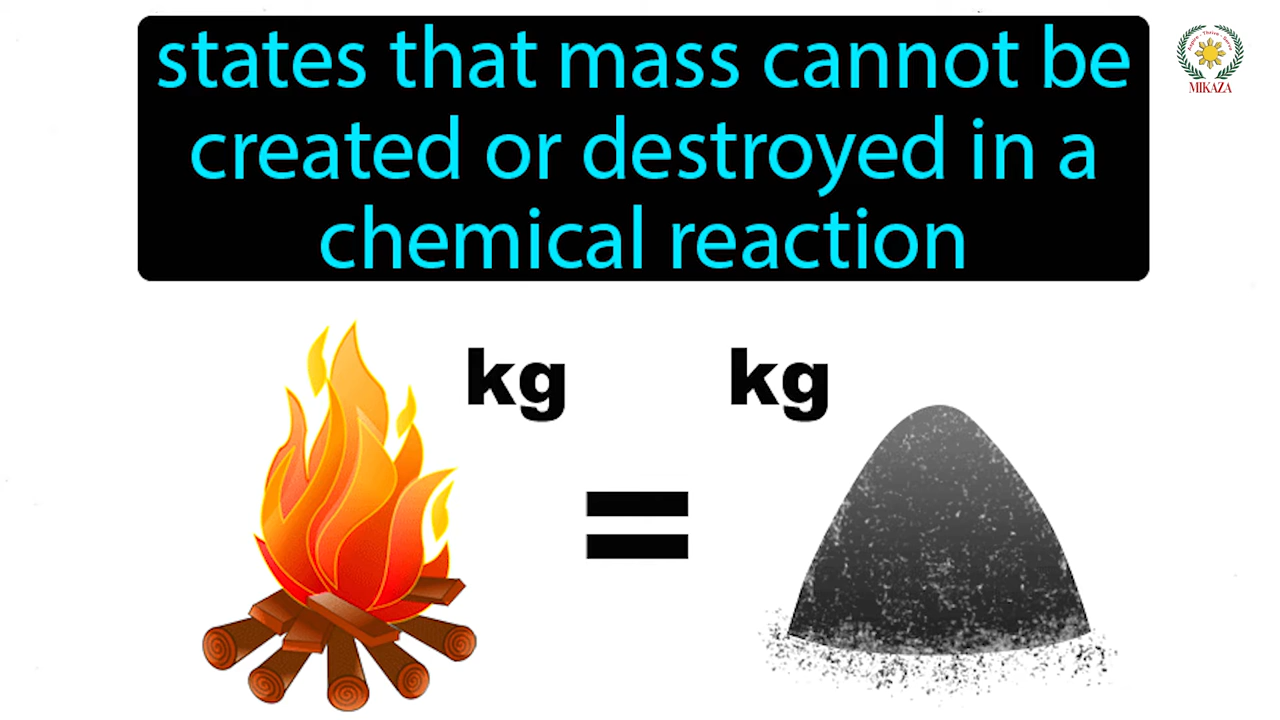 states that mass cannot be
created or destroyed in a
chemical reaction
kg
kg
=
MIKAZA